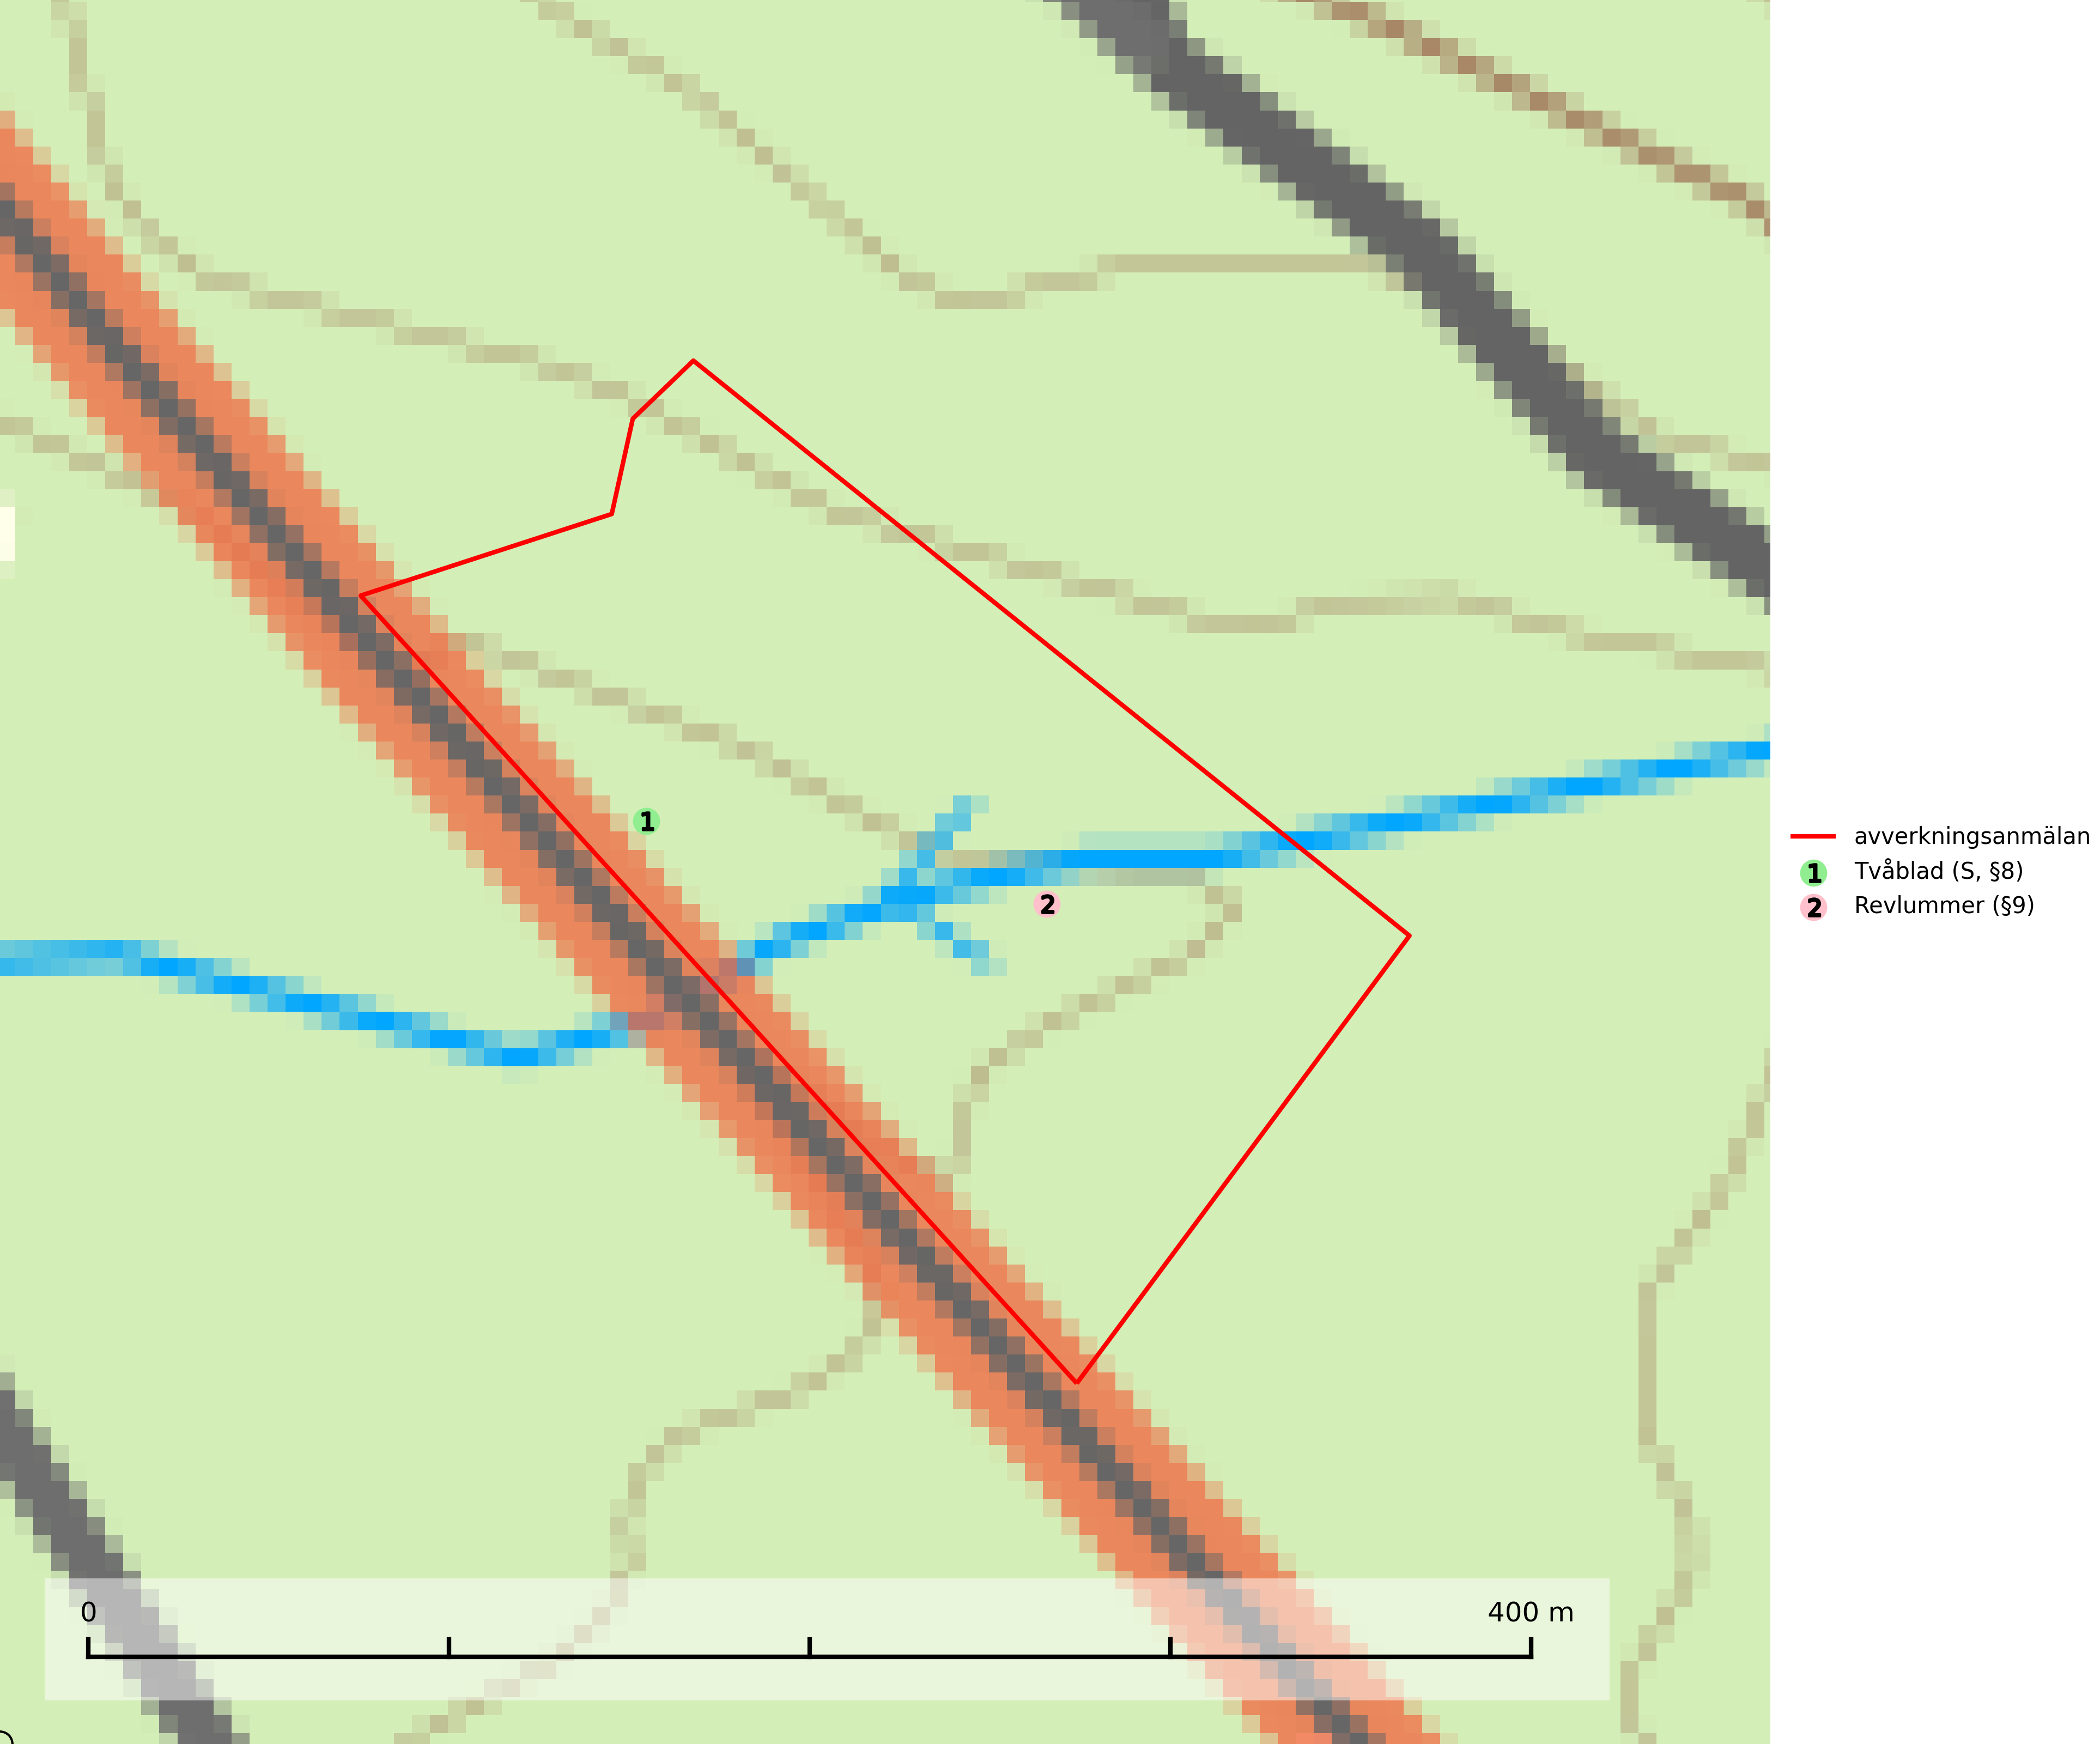 1
2
avverkningsanmälan
1 Tvåblad (S, §8)
2 Revlummer (§9)
0 400 m